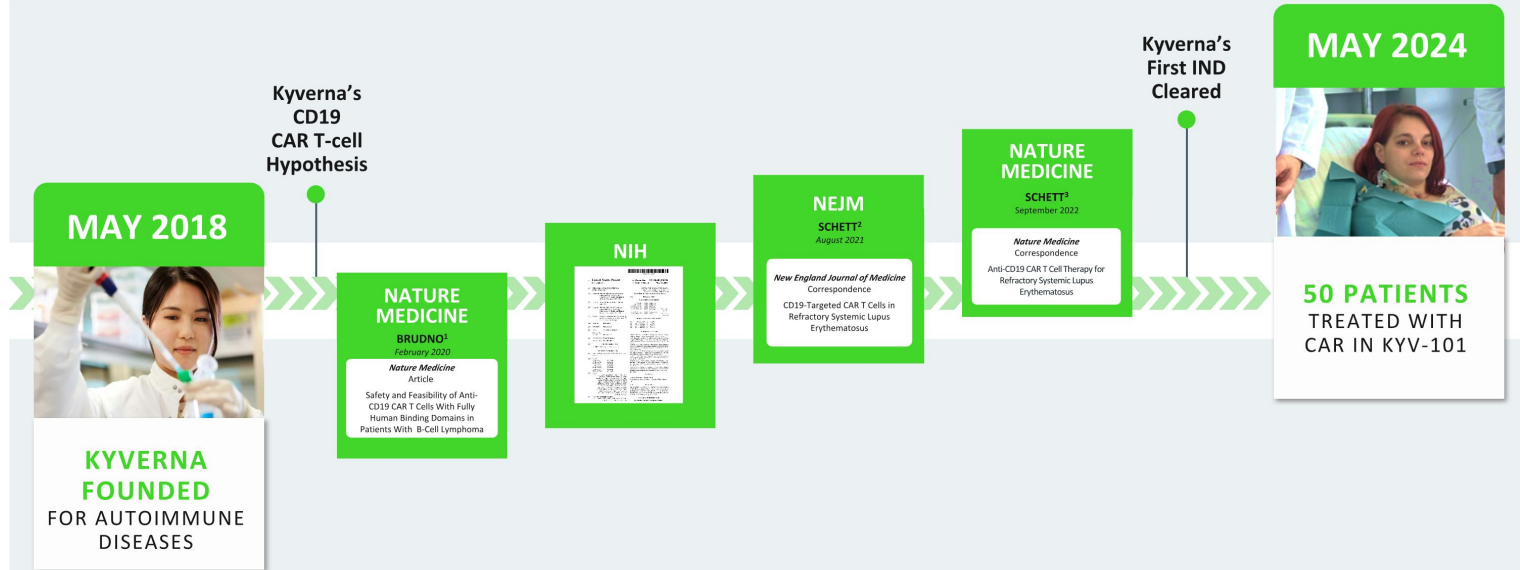 MAY 2018
KYVERNA
FOUNDED
FOR AUTOIMMUNE
DISEASES
Kyverna’s
CD19
CAR T-cell
Hypothesis
NATURE
MEDICINE
BRUDNO¹
February 2020
Nature Medicine
Article
Safety and Feasibility of Anti-
CD19 CAR T Cells With Fully
Human Binding Domains in
Patients With B-Cell Lymphoma
NIH
NEJM
SCHETT²
August 2021
New England Journal of Medicine
Correspondence
CD19-Targeted CAR T Cells in
Refractory Systemic Lupus
Erythematosus
NATURE
MEDICINE
SCHETT³
September 2022
Nature Medicine
Correspondence
Anti-CD19 CAR T Cell Therapy for
Refractory Systemic Lupus
Erythematosus
Kyverna’s
First IND
Cleared
MAY 2024
50 PATIENTS
TREATED WITH
CAR IN KYV-101